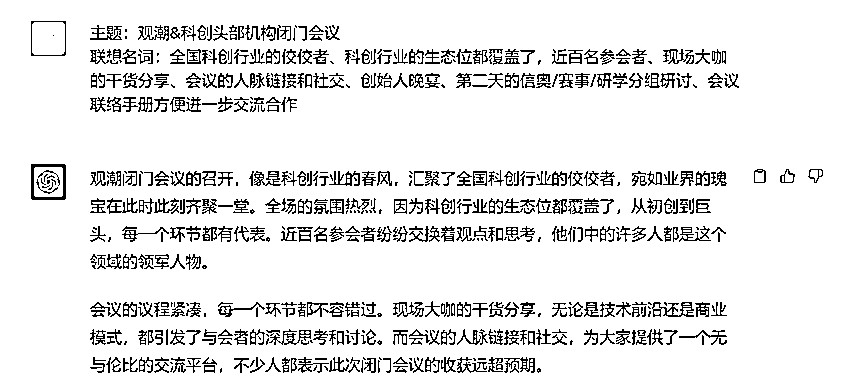 主题：观潮&科创头部机构闭门会议
联想名词：全国科创行业的佼佼者、科创行业的生态位都覆盖了，近百名参会者、现场大咖
的干货分享、会议的人脉链接和社交、创始人晚宴、第二天的信奥/赛事/研学分组研讨、会议
联络手册方便进一步交流合作
观潮闭门会议的召开，像是科创行业的春风，汇聚了全国科创行业的佼佼者，宛如业界的瑰
宝在此时此刻齐聚一堂。全场的氛围热烈，因为科创行业的生态位都覆盖了，从初创到巨
头，每一个环节都有代表。近百名参会者纷纷交换着观点和思考，他们中的许多人都是这个
领域的领军人物。
会议的议程紧凑，每一个环节都不容错过。现场大咖的干货分享，无论是技术前沿还是商业
模式，都引发了与会者的深度思考和讨论。而会议的人脉链接和社交，为大家提供了一个无
与伦比的交流平台，不少人都表示此次闭门会议的收获远超预期。